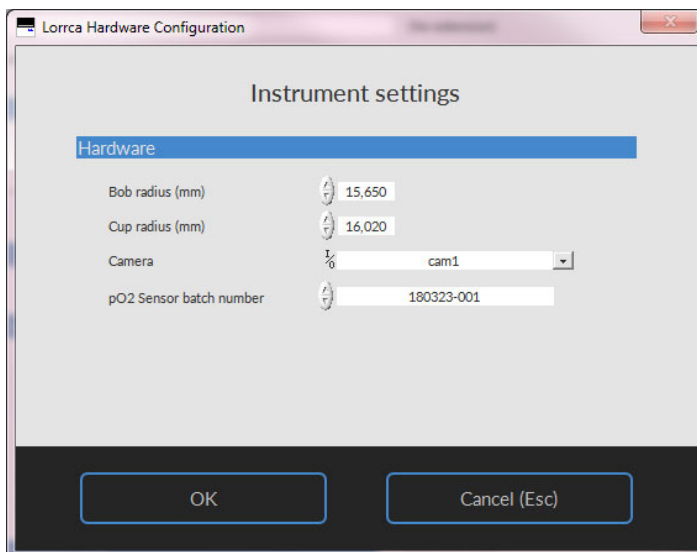 Lorrca Hardware Configuration
Instrument settings
Hardware
Bob radius (mm) 15,650
Cup radius (mm) 16,020
Camera cam1
pO2 Sensor batch number 180323-001
OK Cancel (Esc)